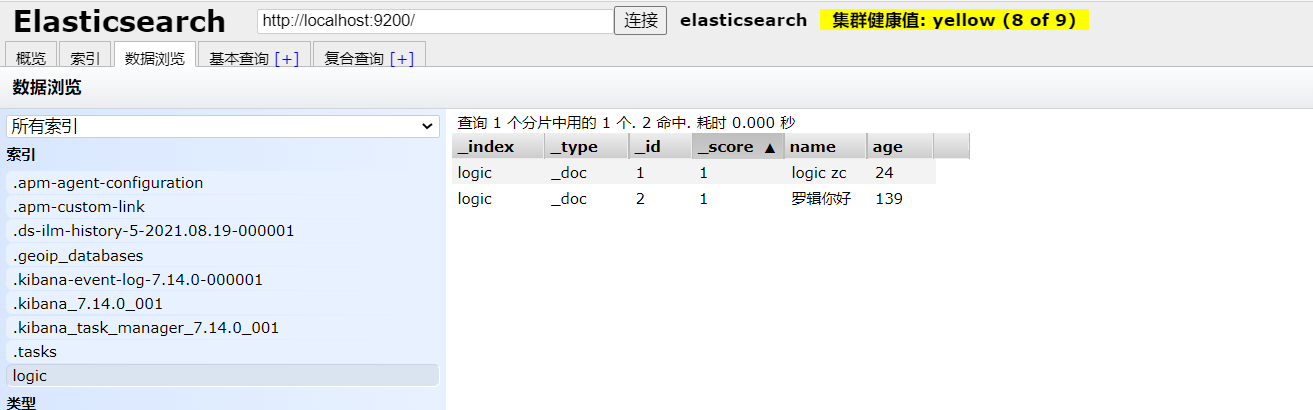 Elasticsearch http://localhost:9200/ 连接 elasticsearch 集群健康值: yellow (8 of 9)
概览 索引 数据浏览 基本查询 [+] 复合查询 [+]
数据浏览
所有索引
索引
.apm-agent-configuration
.apm-custom-link
.ds-ilm-history-5-2021.08.19-000001
.geoip_databases
.kibana-event-log-7.14.0-000001
.kibana_7.14.0_001
.kibana_task_manager_7.14.0_001
.tasks
logic
类型
查询 1 个分片中用的 1 个. 2 命中. 耗时 0.000 秒
_index _type _id _score ▲ name age
logic _doc 1 1 logic zc 24
logic _doc 2 1 罗辑你好 139